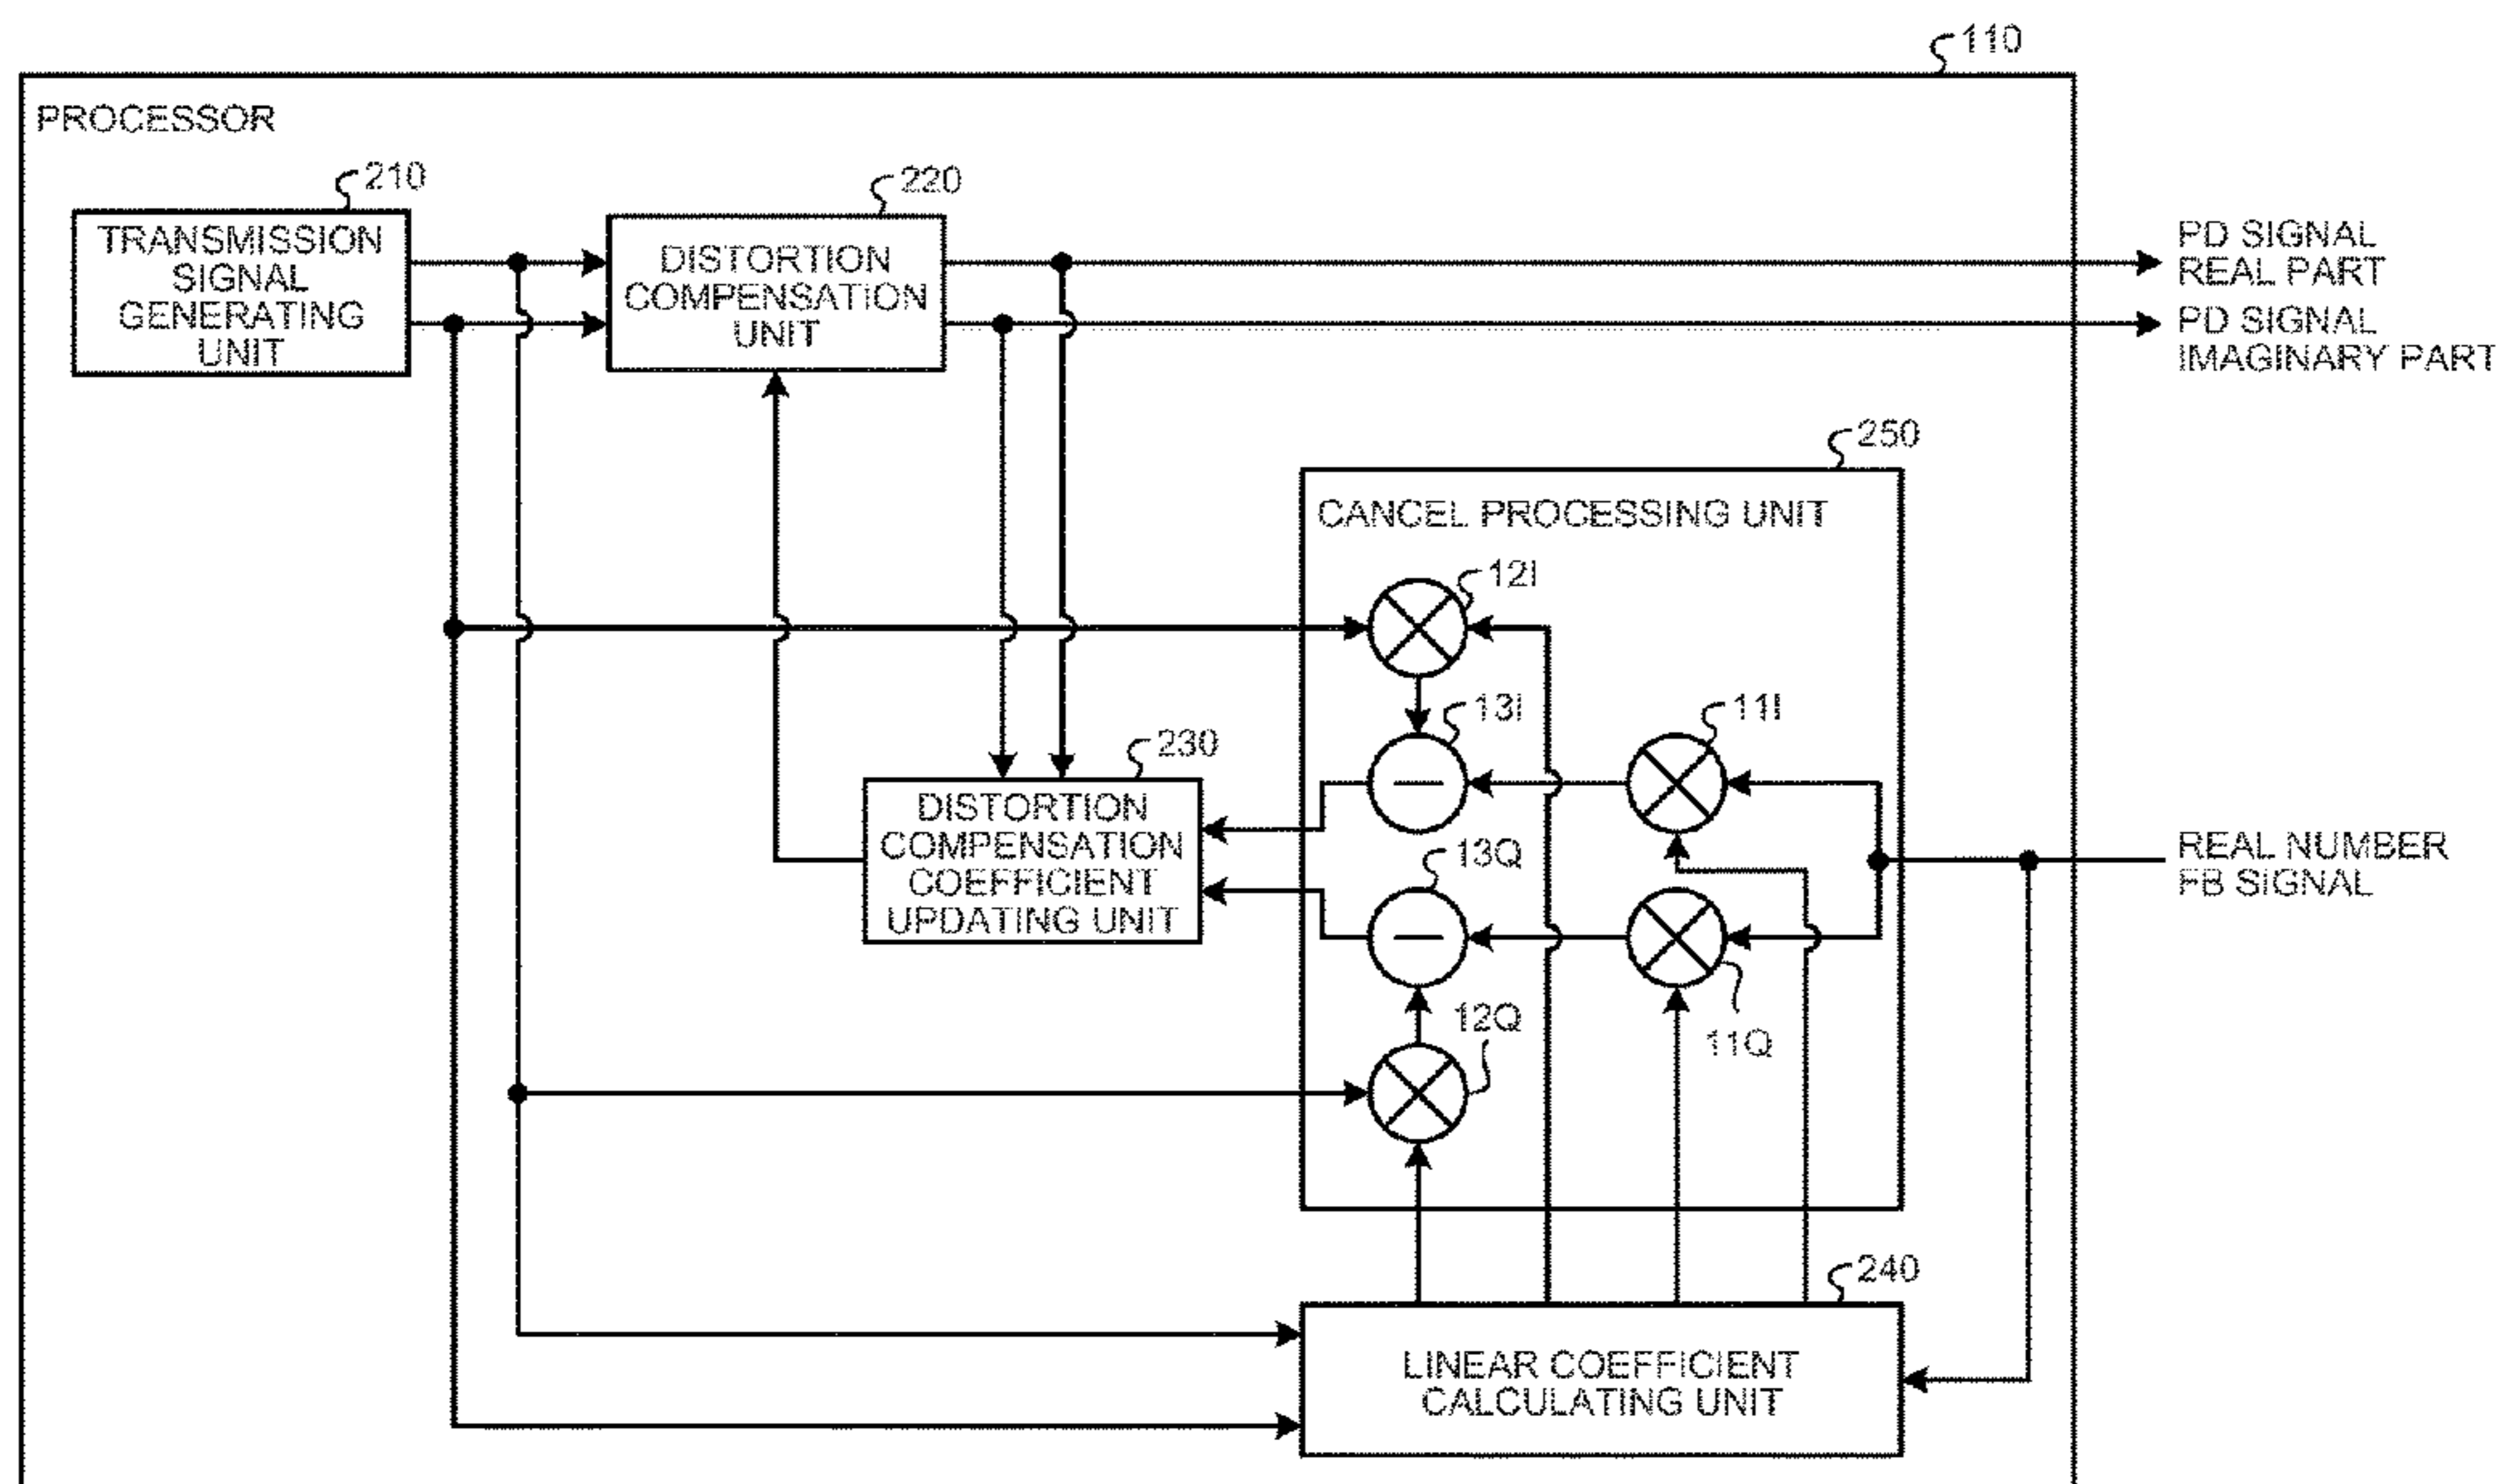 110
PROCESSOR
210
220
TRANSMISSION
SIGNAL
GENERATING
UNIT
DISTORTION
COMPENSATION
UNIT
PD SIGNAL
REAL PART
PD SIGNAL
IMAGINARY PART
250
CANCEL PROCESSING UNIT
12I
13I
11I
230
DISTORTION
COMPENSATION
COEFFICIENT
UPDATING UNIT
13Q
REAL NUMBER
FB SIGNAL
12Q
11Q
240
LINEAR COEFFICIENT
CALCULATING UNIT